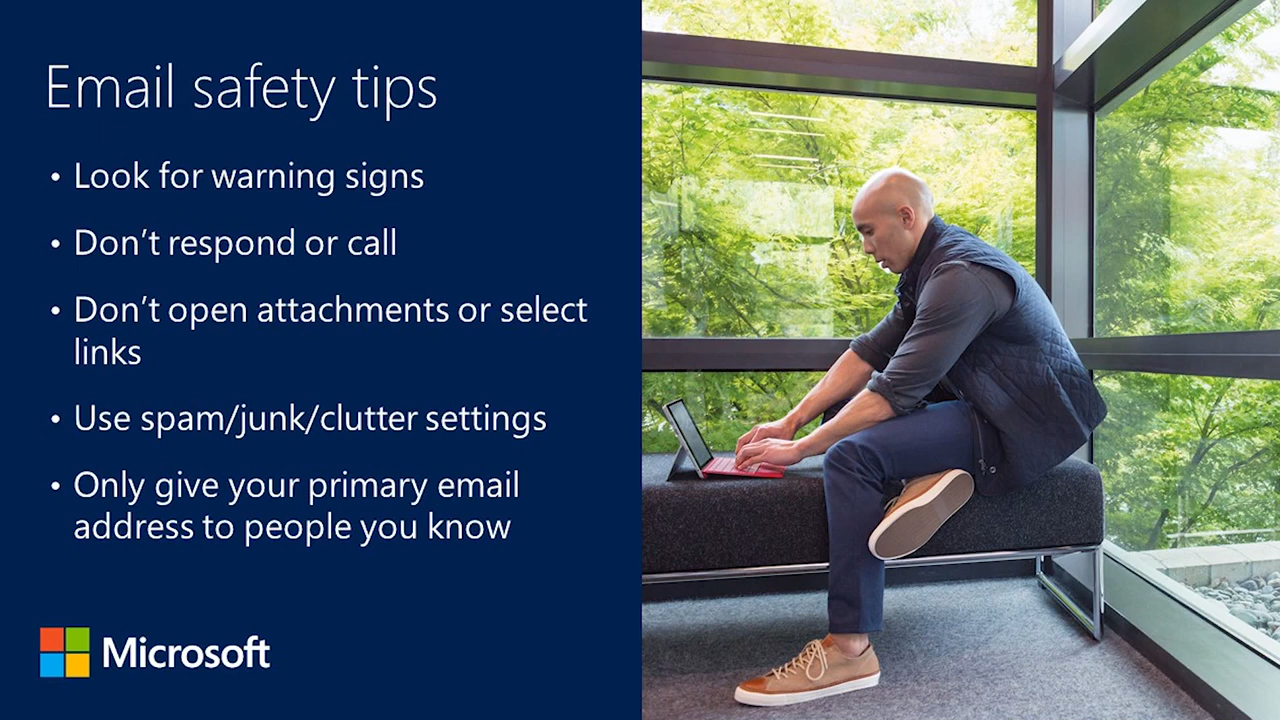 Email safety tips
• Look for warning signs
• Don’t respond or call
• Don’t open attachments or select
links
• Use spam/junk/clutter settings
• Only give your primary email
address to people you know
Microsoft